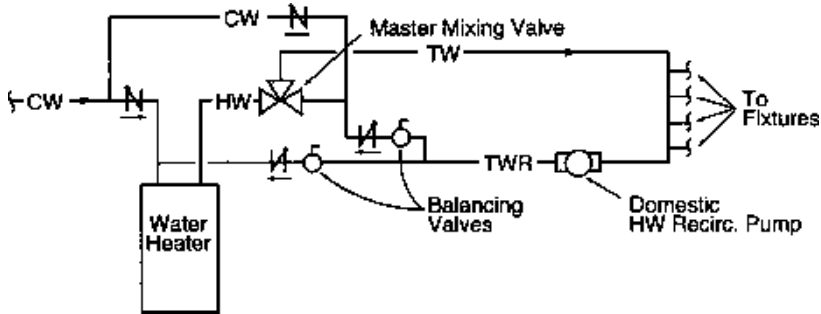 CW
Master Mixing Valve
TW
CW
HW
To
Fixtures
TWR
Water
Heater
Balancing
Valves
Domestic
HW Recirc. Pump